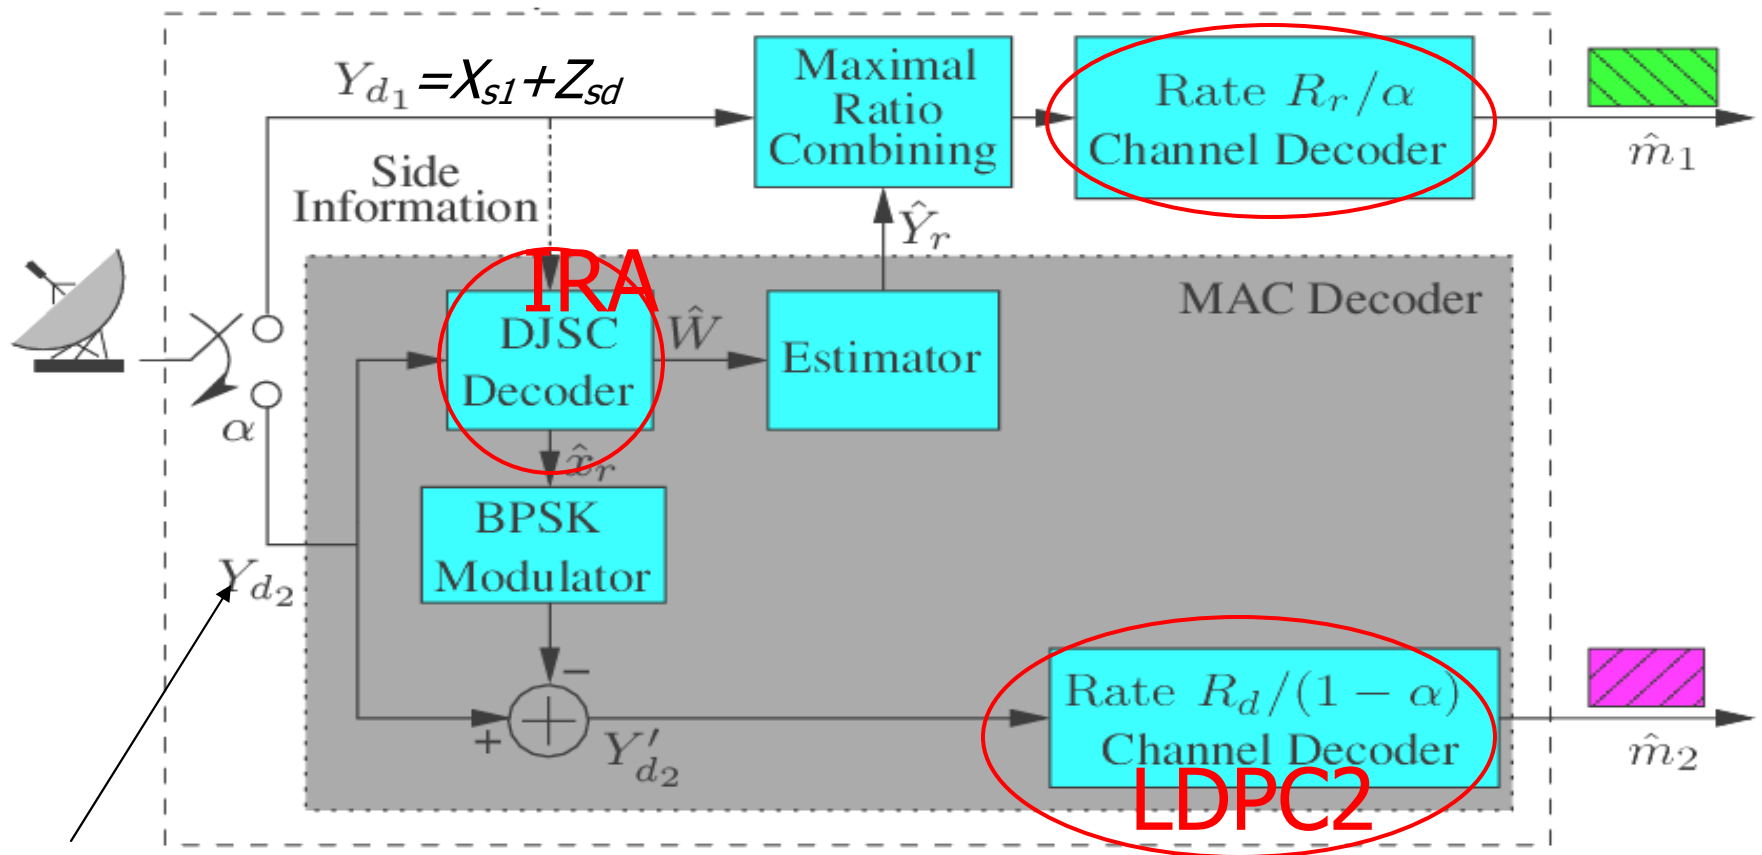 Y_{d_1} =X_{s1}+Z_{sd}
Side
Information
Maximal
Ratio
Combining
Rate R_r/α
Channel Decoder
m̂_1
Ŷ_r
MAC Decoder
IRA
DJSC
Decoder
Ŵ
Estimator
α
x̂_r
BPSK
Modulator
Y_{d_2}
−
+
Y'_{d_2}
Rate R_d/(1 − α)
Channel Decoder
LDPC2
m̂_2